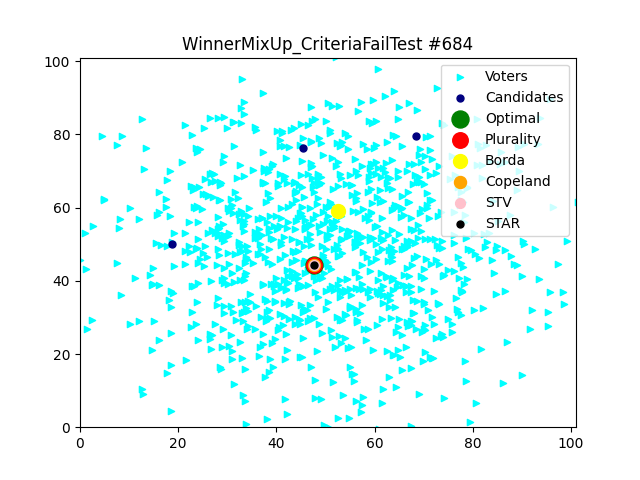 WinnerMixUp_CriteriaFailTest #684
100
80
60
40
20
0
0 20 40 60 80 100
Voters
Candidates
Optimal
Plurality
Borda
Copeland
STV
STAR